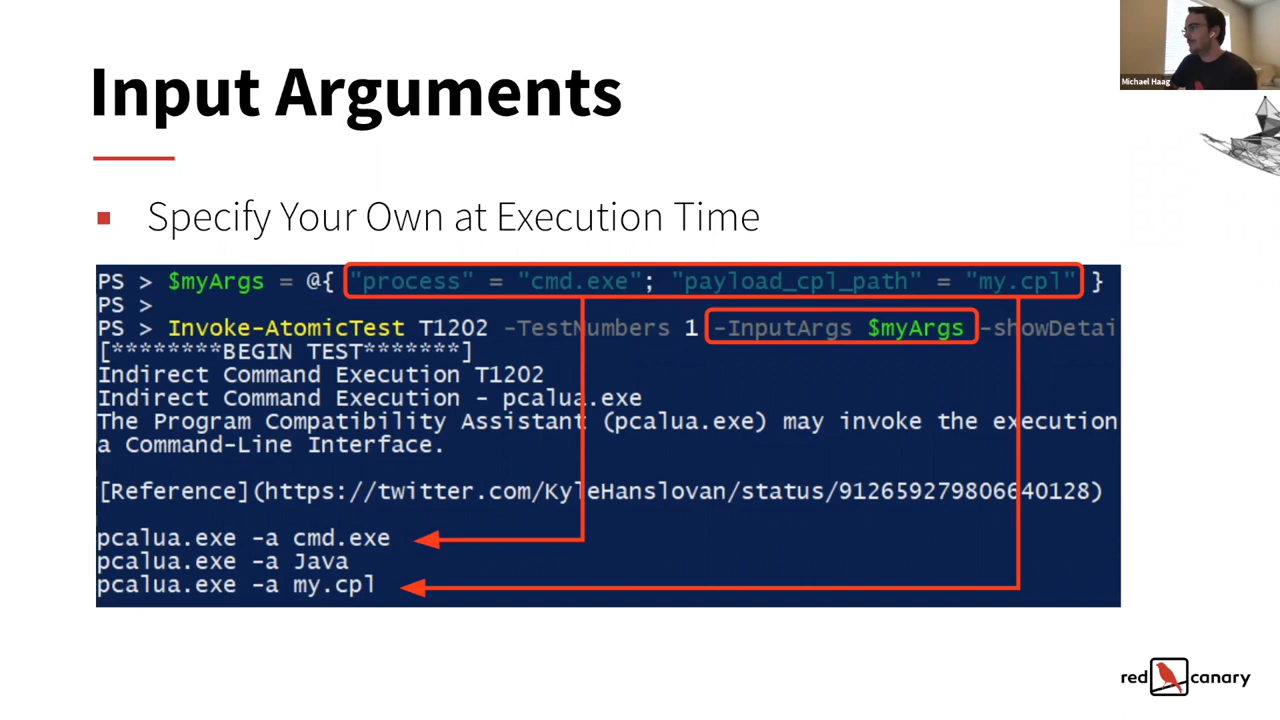 Michael Haag
Input Arguments
Specify Your Own at Execution Time
PS > $myArgs = @{ "process" = "cmd.exe"; "payload_cpl_path" = "my.cpl" }
PS >
PS > Invoke-AtomicTest T1202 -TestNumbers 1 -InputArgs $myArgs -showDetai
[********BEGIN TEST*******]
Indirect Command Execution T1202
Indirect Command Execution - pcalua.exe
The Program Compatibility Assistant (pcalua.exe) may invoke the execution
a Command-Line Interface.
[Reference](https://twitter.com/KyleHanslovan/status/912659279806640128)
pcalua.exe -a cmd.exe
pcalua.exe -a Java
pcalua.exe -a my.cpl
red canary